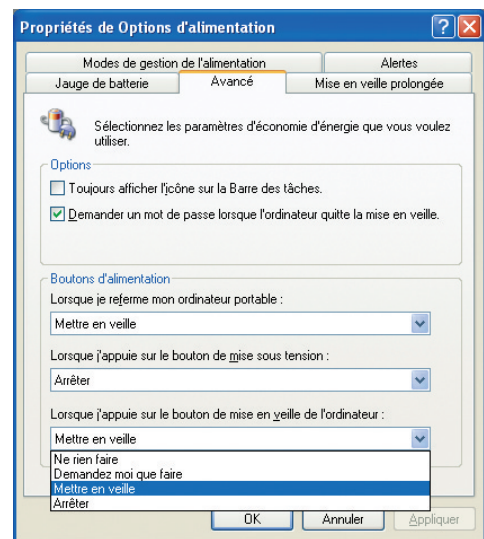 Propriétés de Options d'alimentation
Modes de gestion de l'alimentation
Alertes
Jauge de batterie
Avancé
Mise en veille prolongée
Sélectionnez les paramètres d'économie d'énergie que vous voulez
utiliser.
Options
Toujours afficher l'icône sur la Barre des tâches.
Demander un mot de passe lorsque l'ordinateur quitte la mise en veille.
Boutons d'alimentation
Lorsque je referme mon ordinateur portable :
Mettre en veille
Lorsque j'appuie sur le bouton de mise sous tension :
Arrêter
Lorsque j'appuie sur le bouton de mise en veille de l'ordinateur :
Mettre en veille
Ne rien faire
Demandez moi que faire
Mettre en veille
Arrêter
OK
Annuler
Appliquer